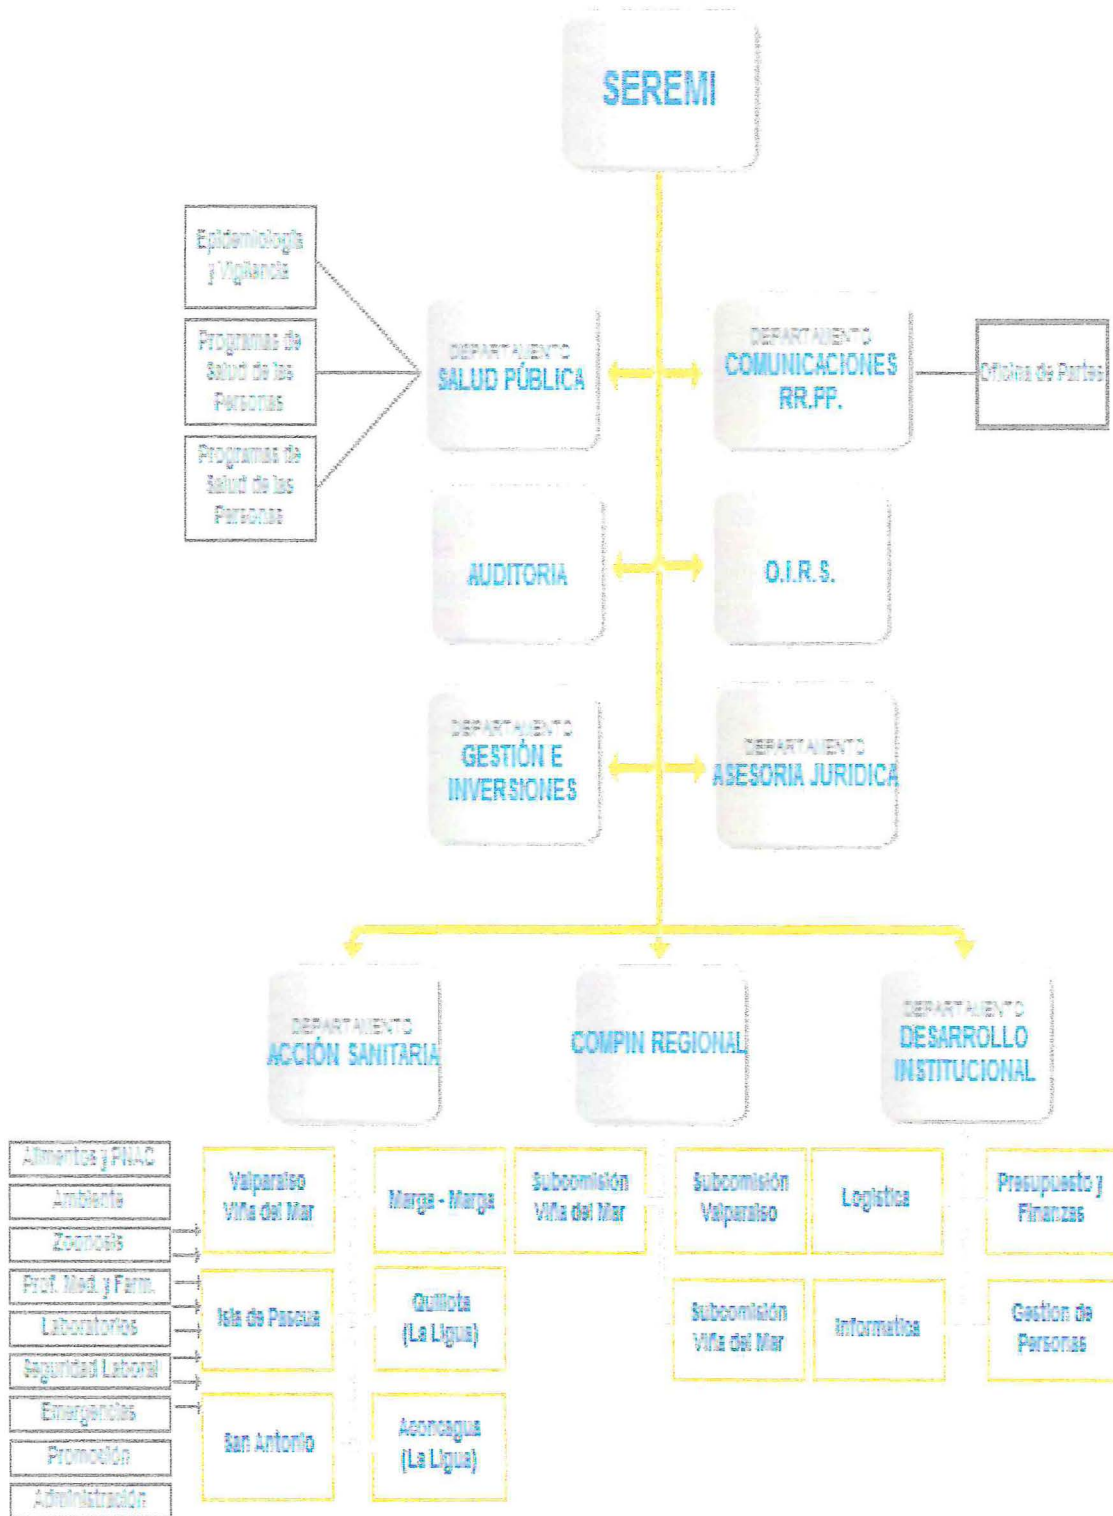 SEREMI
Epidemiología
y Vigilancia
Programas de
Salud de las
Personas
Programas de
Salud de las
Personas
DEPARTAMENTO
SALUD PÚBLICA
DEPARTAMENTO
COMUNICACIONES
RR.PP.
Oficina de Partes
AUDITORIA
O.I.R.S.
DEPARTAMENTO
GESTIÓN E
INVERSIONES
DEPARTAMENTO
ASESORIA JURIDICA
DEPARTAMENTO
ACCIÓN SANITARIA
COMPIN REGIONAL
DEPARTAMENTO
DESARROLLO
INSTITUCIONAL
Alimentos y PNAC
Ambiente
Zoonosis
Prof. Med. y Farm.
Laboratorios
Seguridad Laboral
Emergencias
Promoción
Administración
Valparaiso
Viña del Mar
Marga - Marga
Isla de Pascua
Quillota
(La Ligua)
San Antonio
Aconcagua
(La Ligua)
Subcomisión
Viña del Mar
Subcomisión
Valparaiso
Subcomisión
Viña del Mar
Logistica
Presupuesto y
Finanzas
Informatica
Gestion de
Personas